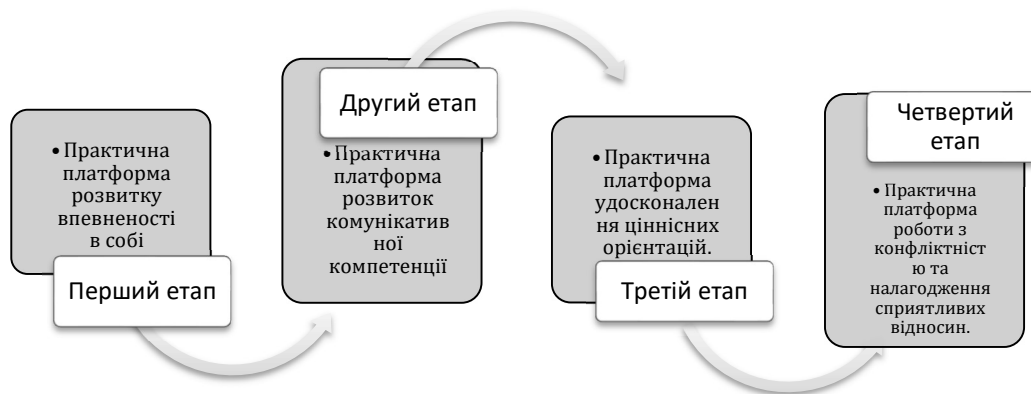 • Практична
платформа
розвитку
впевненості
в собі
Перший етап
Другий етап
• Практична
платформа
розвиток
комунікатив
ної
компетенції
• Практична
платформа
удосконален
ня ціннісних
орієнтацій.
Третій етап
Четвертий
етап
• Практична
платформа
роботи з
конфліктніст
ю та
налагодження
сприятливих
відносин.